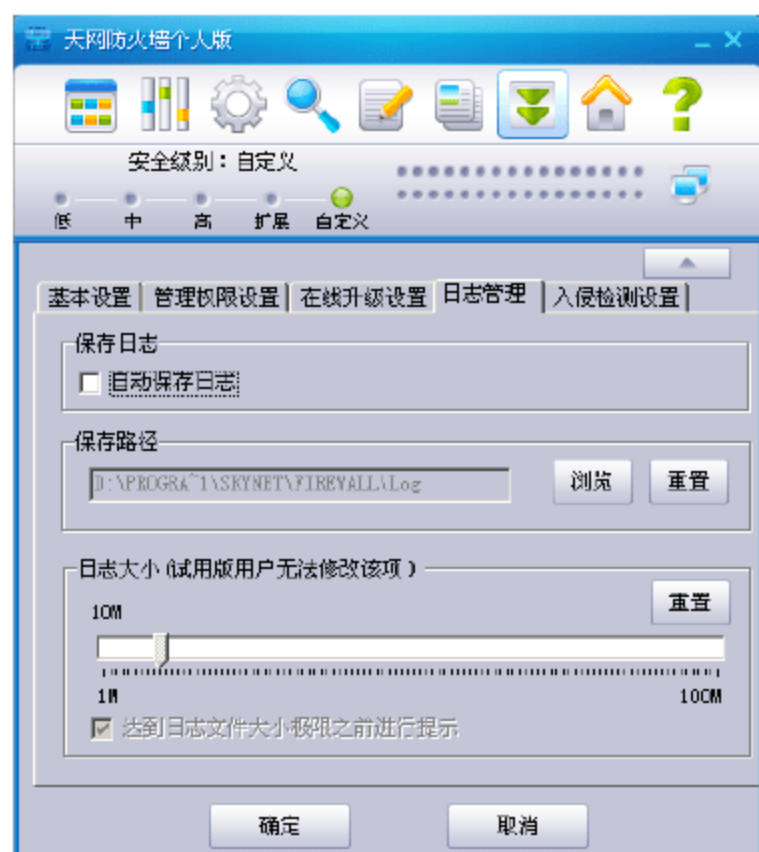 天网防火墙个人版
安全级别：自定义
低 中 高 扩展 自定义
基本设置 管理权限设置 在线升级设置 日志管理 入侵检测设置
保存日志
自动保存日志
保存路径
D:\PROGRA~1\SKYNET\FIREWALL\Log 浏览 重置
日志大小(试用版用户无法修改该项)
10M 重置
1M 100M
达到日志文件大小极限之前进行提示
确定 取消